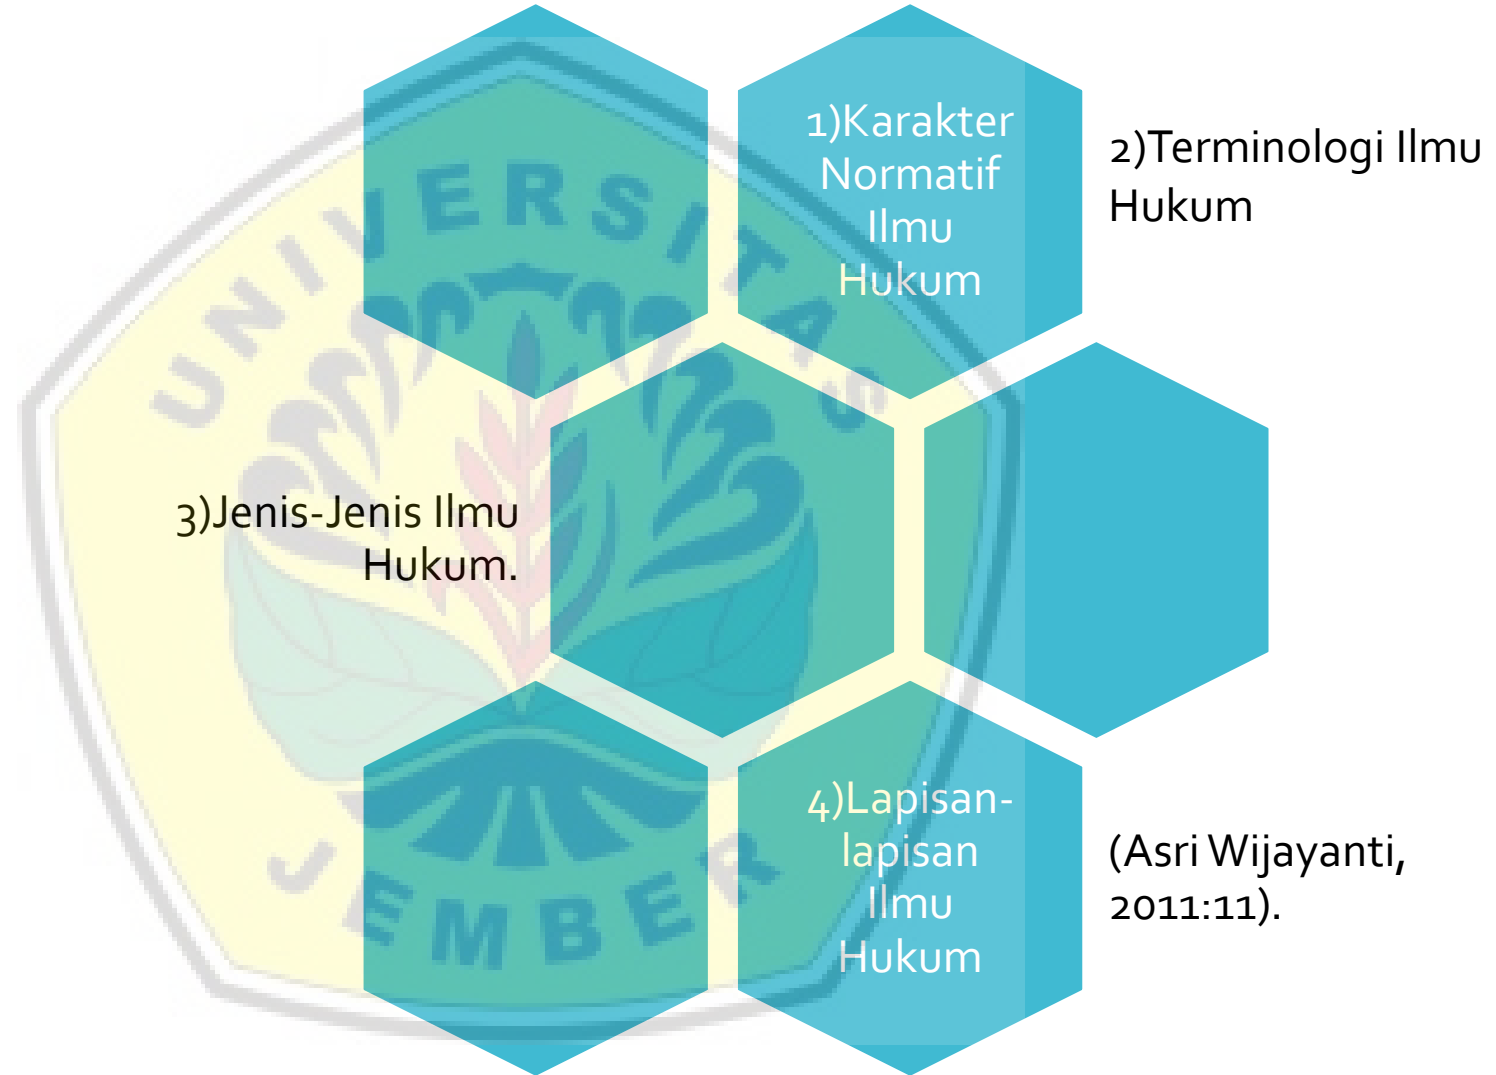 1)Karakter
Normatif
Ilmu
Hukum
2)Terminologi Ilmu
Hukum
3)Jenis-Jenis Ilmu
Hukum.
4)Lapisan-
lapisan
Ilmu
Hukum
(Asri Wijayanti,
2011:11).
UNIVERSITAS
JEMBER